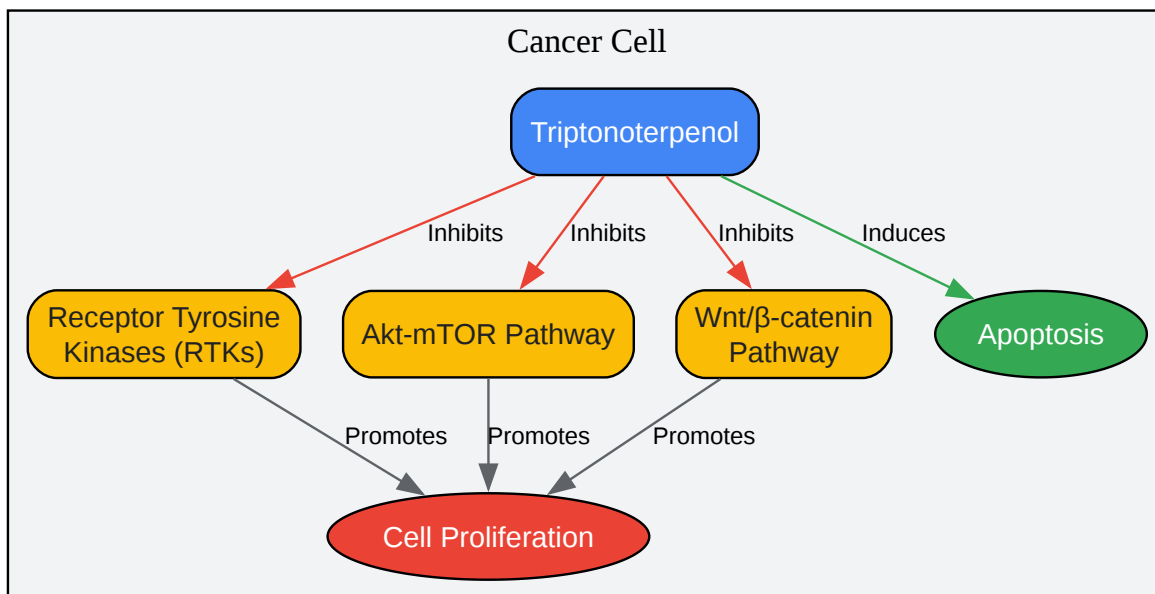 Cancer Cell
Triptonoterpenol
Inhibits
Inhibits
Inhibits
Induces
Receptor Tyrosine
Kinases (RTKs)
Akt-mTOR Pathway
Wnt/β-catenin
Pathway
Apoptosis
Promotes
Promotes
Promotes
Cell Proliferation